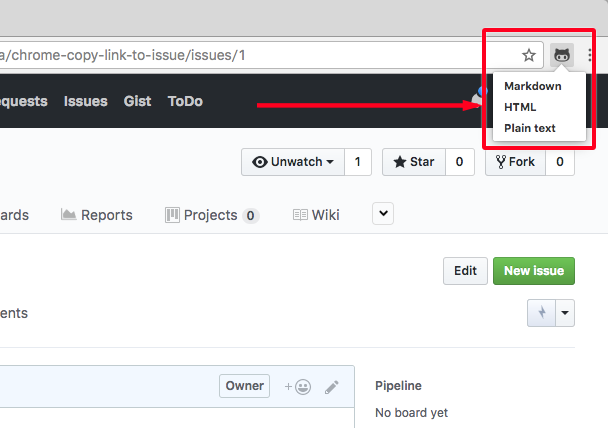 a/chrome-copy-link-to-issue/issues/1
Markdown
HTML
Plain text
equests Issues Gist ToDo
Unwatch 1 Star 0 Fork 0
ards Reports Projects 0 Wiki
Edit New issue
ents
Owner Pipeline
No board yet